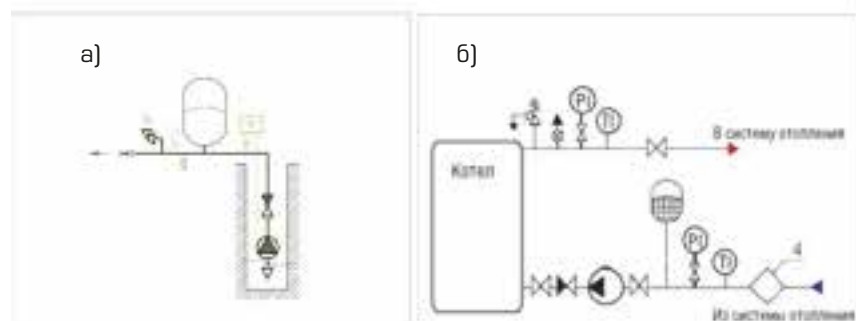 а)
б)
PI
TI
В систему отопления
Котел
PI
TI
4
Из системы отопления